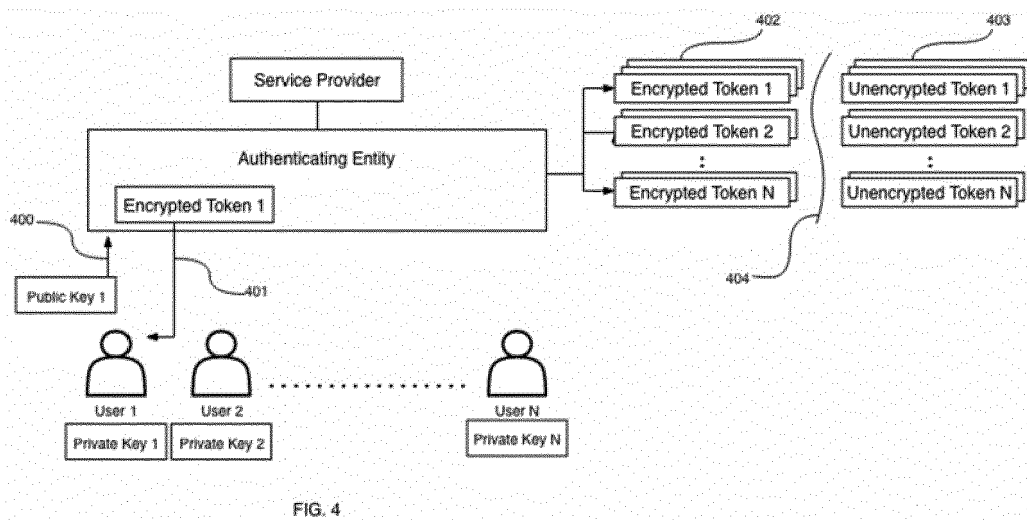 402
403
Service Provider
Encrypted Token 1
Unencrypted Token 1
Encrypted Token 2
Unencrypted Token 2
Authenticating Entity
:
:
Encrypted Token N
Unencrypted Token N
Encrypted Token 1
400
404
401
Public Key 1
User 1
User 2
User N
Private Key 1
Private Key 2
Private Key N
FIG. 4